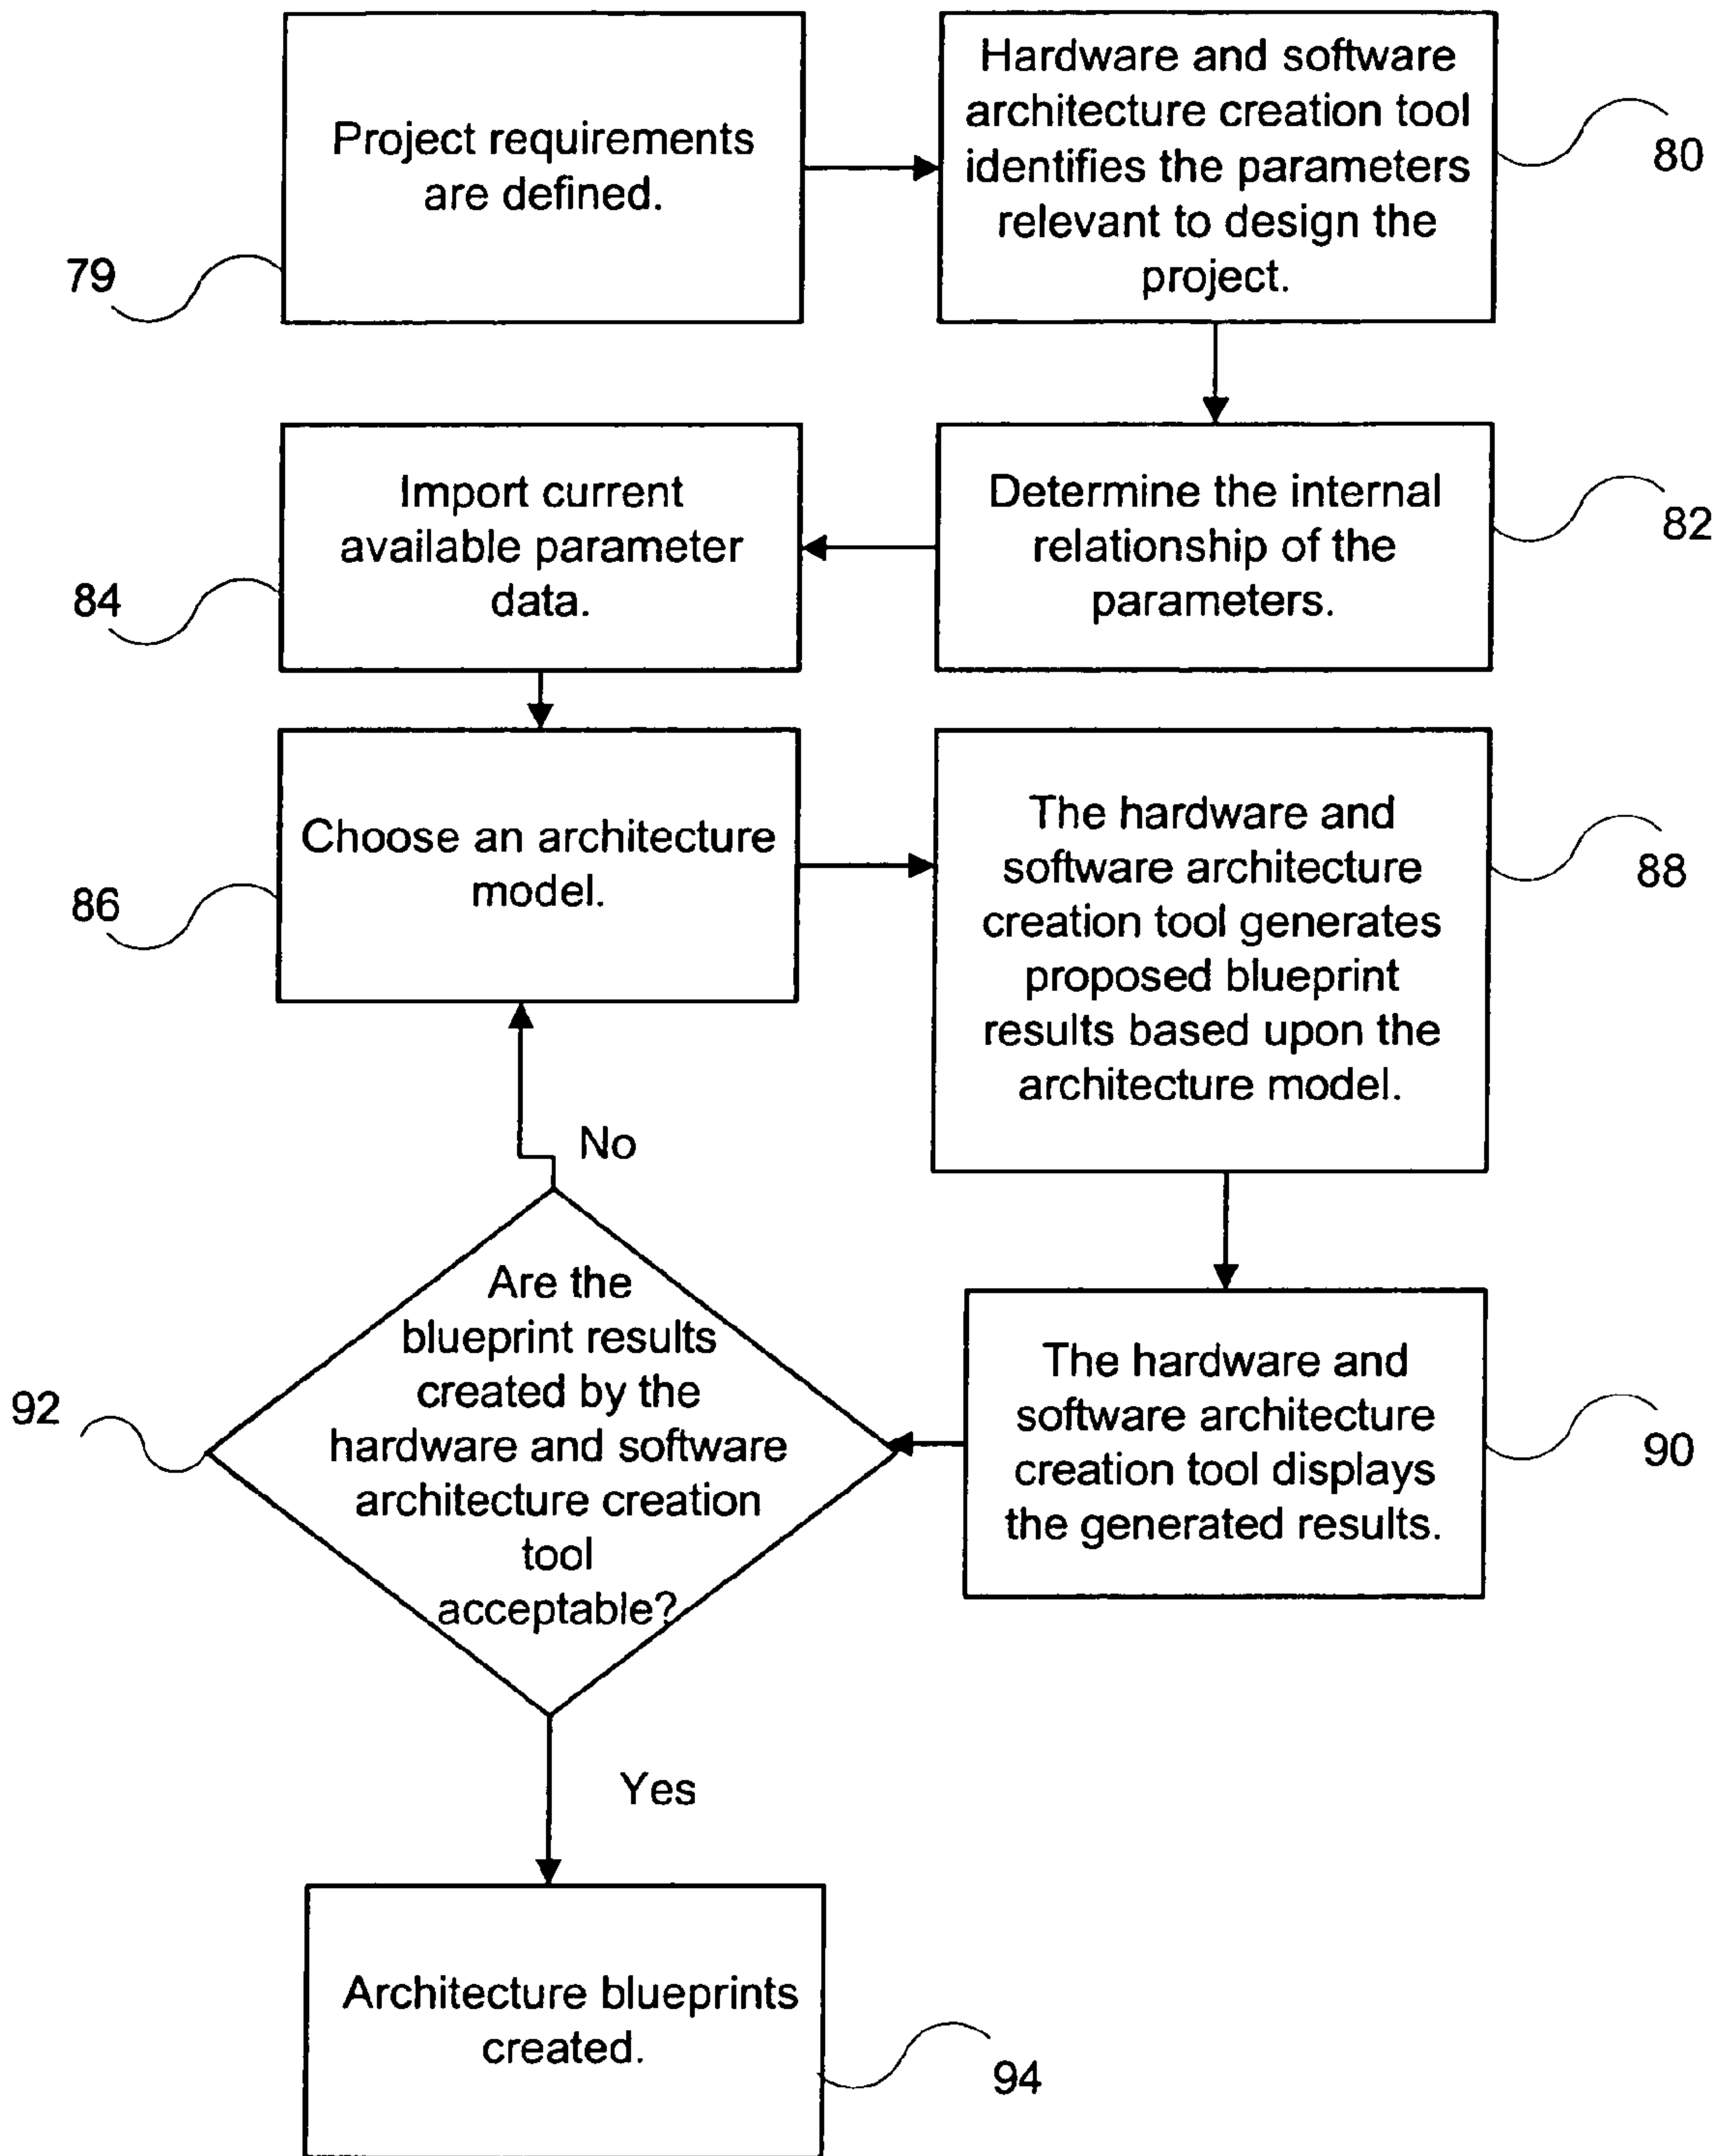 Project requirements
are defined.
79
Hardware and software
architecture creation tool
identifies the parameters
relevant to design the
project.
80
Determine the internal
relationship of the
parameters.
82
Import current
available parameter
data.
84
Choose an architecture
model.
86
The hardware and
software architecture
creation tool generates
proposed blueprint
results based upon the
architecture model.
88
The hardware and
software architecture
creation tool displays
the generated results.
90
No
Are the
blueprint results
created by the
hardware and software
architecture creation
tool
acceptable?
92
Yes
Architecture blueprints
created.
94